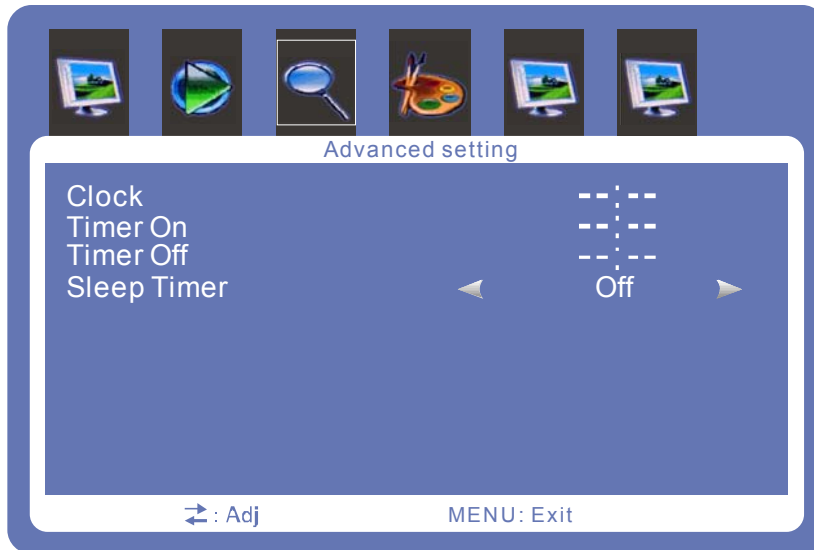 Advanced setting
Clock --:--
Timer On --:--
Timer Off --:--
Sleep Timer Off
⇄: Adj MENU: Exit